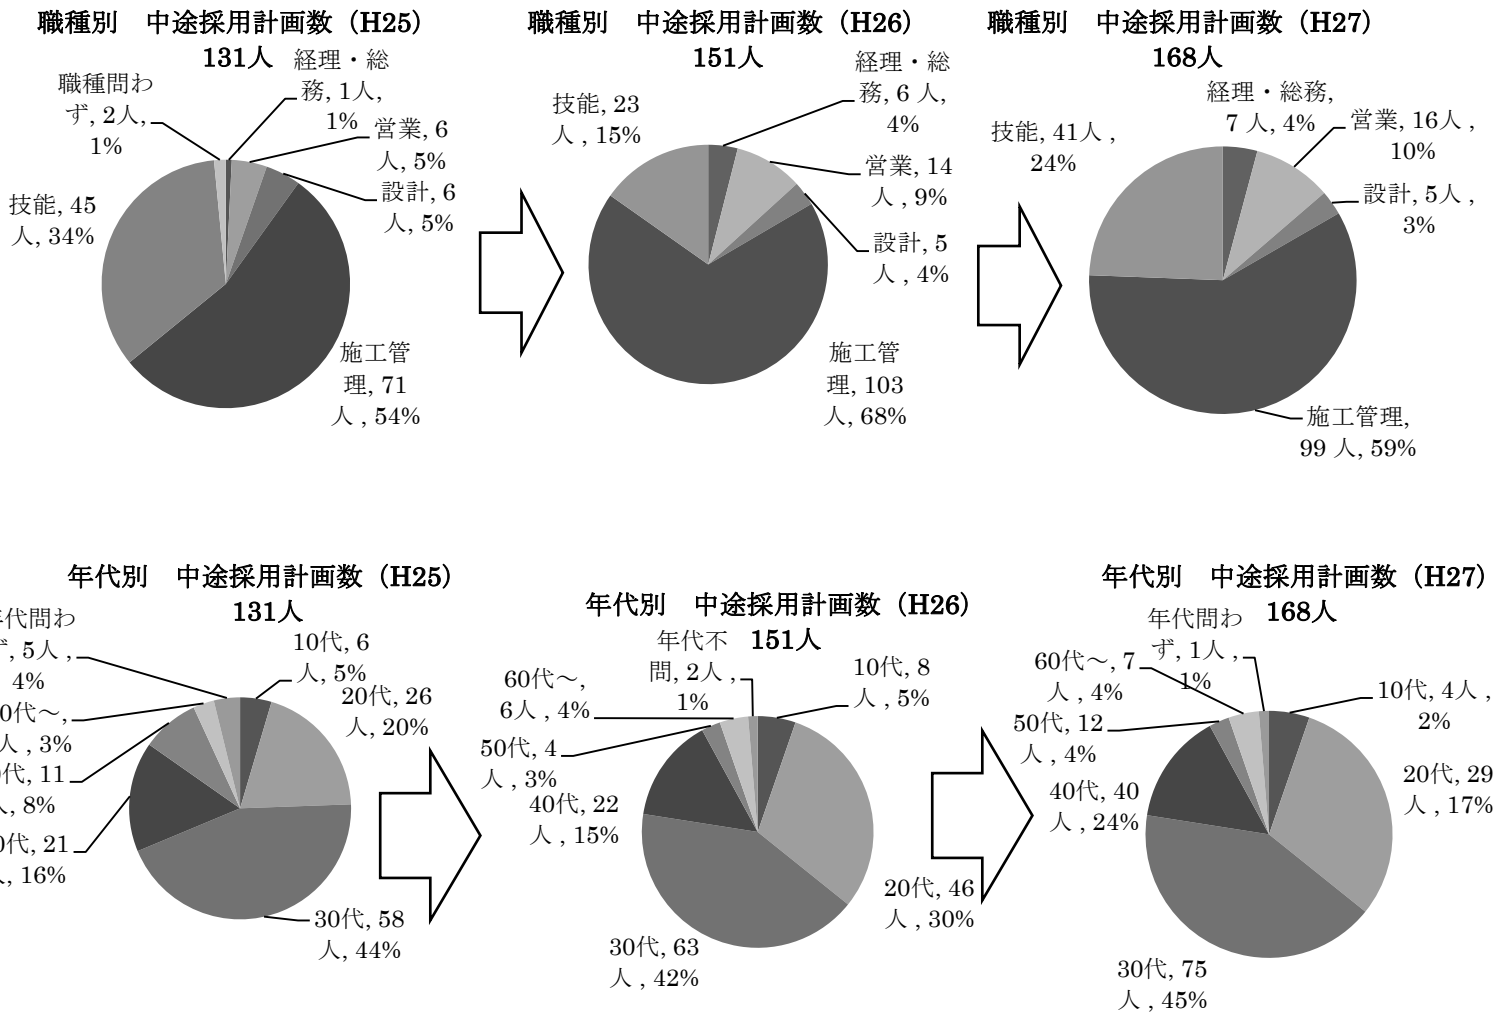 職種別　中途採用計画数（H25）
131人
経理・総
務, 1人,
1%
営業, 6
人, 5%
設計, 6
人, 5%
施工管
理, 71
人 , 54%
技能, 45
人, 34%
職種問わ
ず, 2人,
1%
職種別　中途採用計画数（H26）
151人
経理・総
務, 6 人,
4%
営業, 14
人 , 9%
設計, 5
人 , 4%
施工管
理, 103
人, 68%
技能, 23
人 , 15%
職種別　中途採用計画数（H27）
168人
経理・総務,
7 人, 4%
営業, 16人 ,
10%
設計, 5人 ,
3%
施工管理,
99 人, 59%
技能, 41人 ,
24%
年代別　中途採用計画数（H25）
131人
10代, 6
人, 5%
20代, 26
人, 20%
30代, 58
人, 44%
0代, 21
人, 16%
代, 11
人, 8%
0代～,
人 , 3%
年代問わ
ず, 5人 ,
4%
年代別　中途採用計画数（H26）
151人
10代, 8
人 , 5%
20代, 46
人 , 30%
30代, 63
人 , 42%
40代, 22
人 , 15%
50代, 4
人 , 3%
60代～,
6人 , 4%
年代不
問, 2人 ,
1%
年代別　中途採用計画数（H27）
168人
10代, 4人 ,
2%
20代, 29
人 , 17%
30代, 75
人 , 45%
40代, 40
人 , 24%
50代, 12
人 , 4%
60代～, 7
人 , 4%
年代問わ
ず, 1人 ,
1%